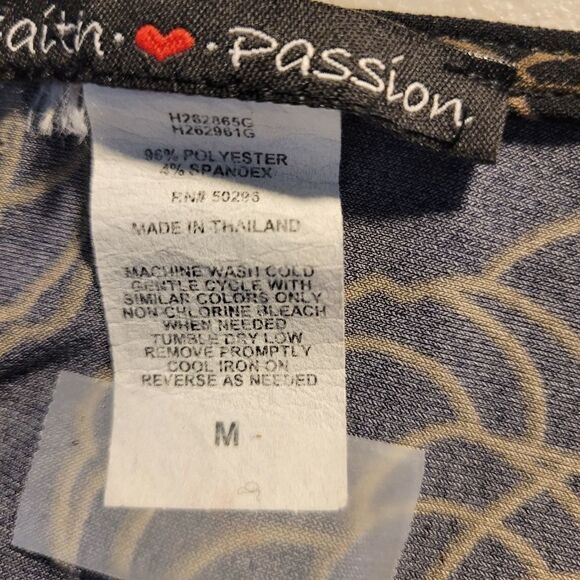 aith · ❤ · Passion
H262865G
H262961G
96% POLYESTER
4% SPANDEX
RN# 50296
MADE IN THAILAND
MACHINE WASH COLD
GENTLE CYCLE WITH
SIMILAR COLORS ONLY
NON CHLORINE BLEACH
WHEN NEEDED
TUMBLE DRY LOW
REMOVE PROMPTLY
COOL IRON ON
REVERSE AS NEEDED
M